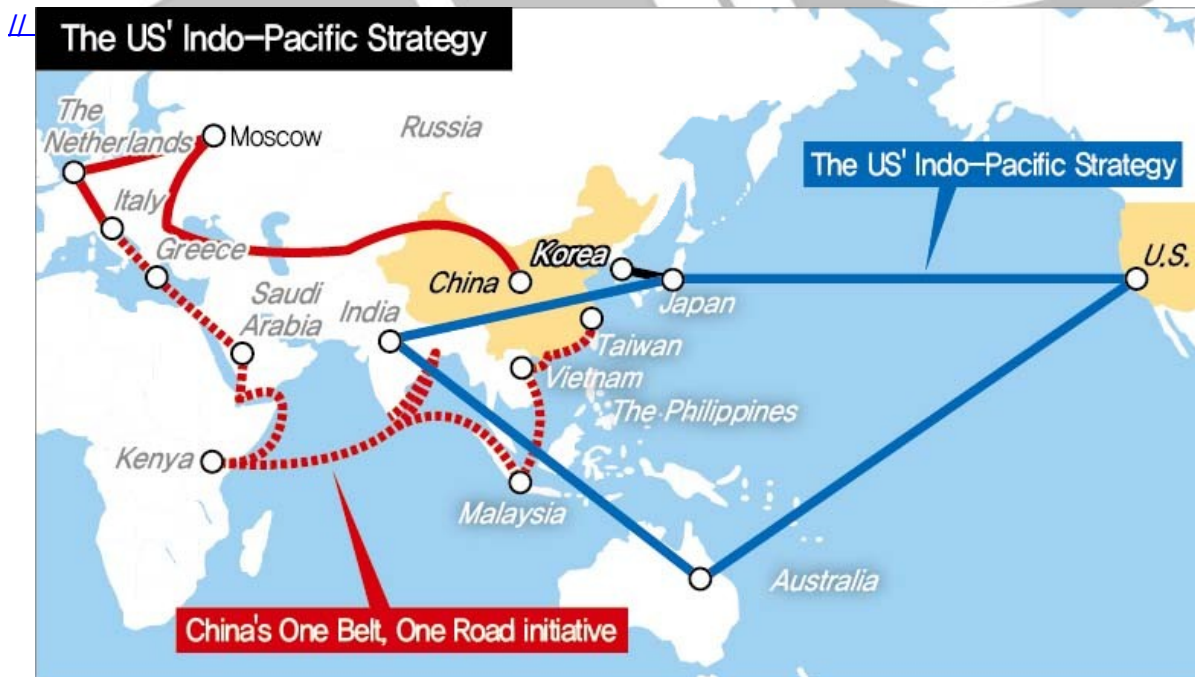 //
The US' Indo-Pacific Strategy
The
Netherlands
Moscow
Russia
The US' Indo-Pacific Strategy
Italy
Greece
Korea
China
U.S.
Saudi
Arabia
India
Japan
Taiwan
Vietnam
The Philippines
Kenya
Malaysia
Australia
China's One Belt, One Road initiative